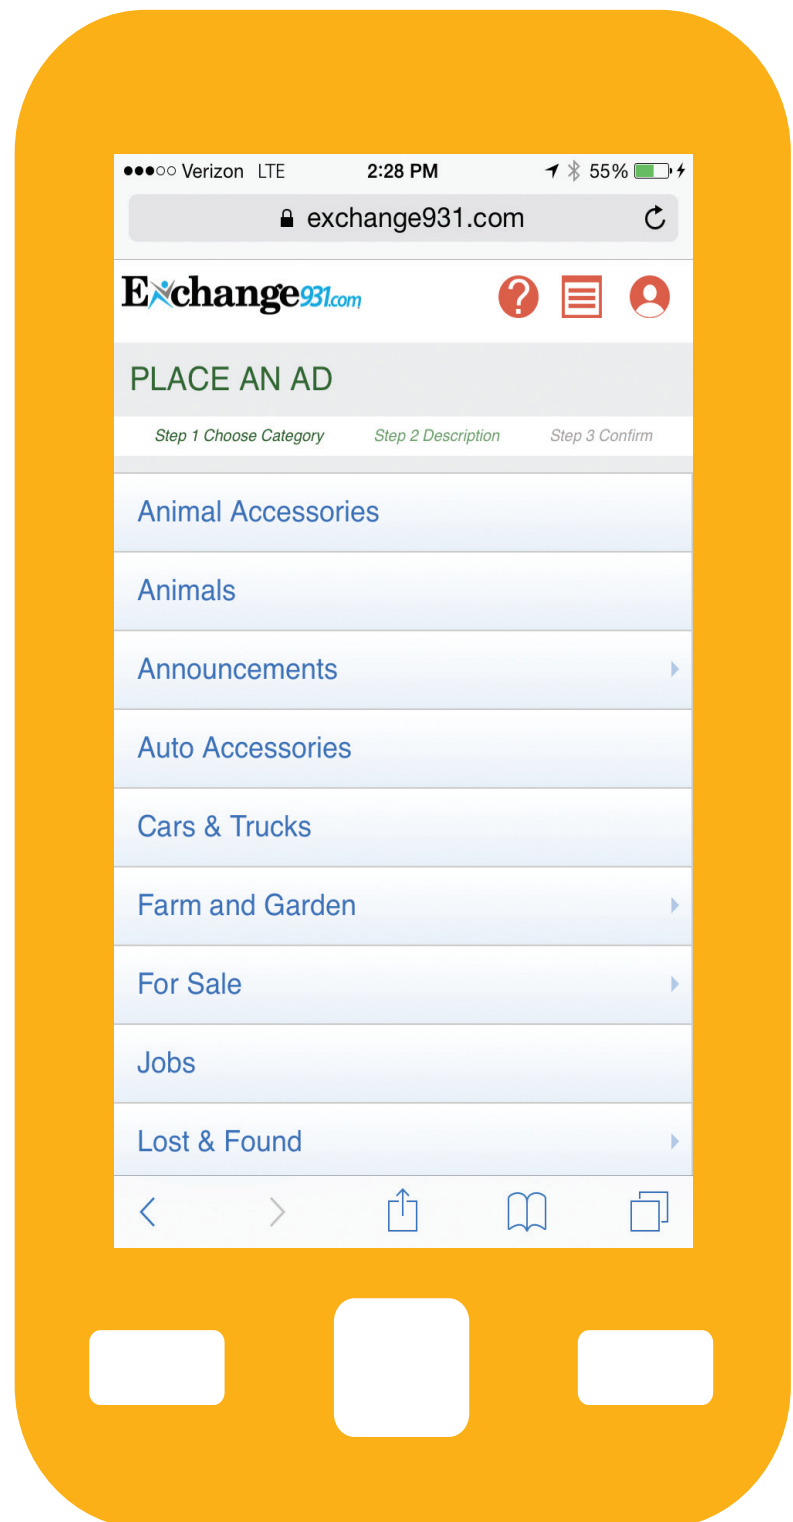 Verizon LTE 2:28 PM 55%
exchange931.com
Exchange931.com
PLACE AN AD
Step 1 Choose Category Step 2 Description Step 3 Confirm
Animal Accessories
Animals
Announcements
Auto Accessories
Cars & Trucks
Farm and Garden
For Sale
Jobs
Lost & Found